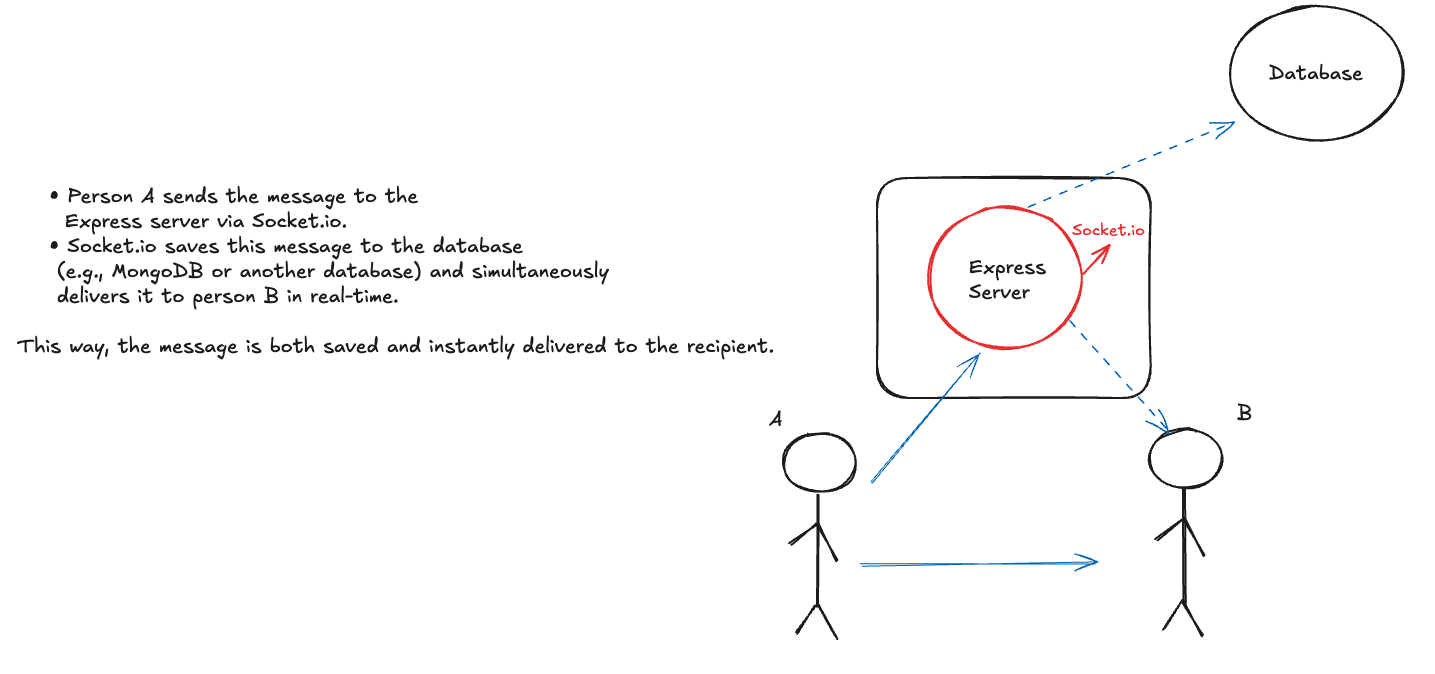 • Person A sends the message to the
Express server via Socket.io.
• Socket.io saves this message to the database
(e.g., MongoDB or another database) and simultaneously
delivers it to person B in real-time.
This way, the message is both saved and instantly delivered to the recipient.
Database
Socket.io
Express
Server
A
B